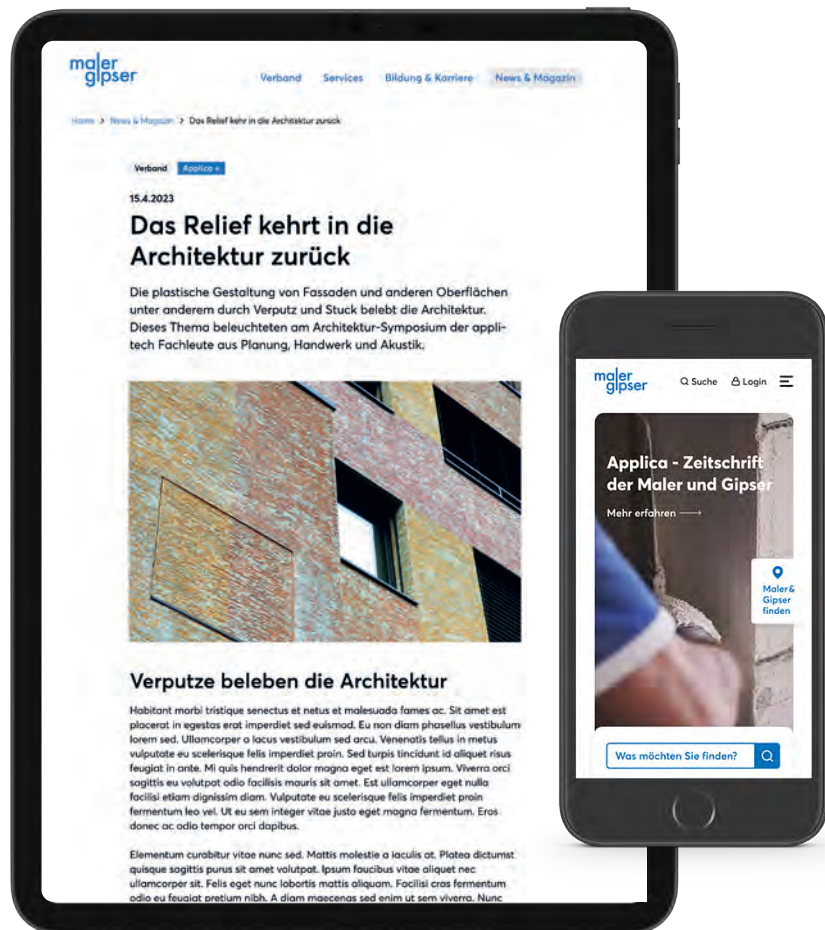 maler
gipser
Verband Services Bildung & Karriere News & Magazin
Home > News & Magazin > Das Relief kehr in die Architektur zurück
Verband Applica +
15.4.2023
Das Relief kehrt in die
Architektur zurück
Die plastische Gestaltung von Fassaden und anderen Oberflächen
unter anderem durch Verputz und Stuck belebt die Architektur.
Dieses Thema beleuchteten am Architektur-Symposium der appli-
tech Fachleute aus Planung, Handwerk und Akustik.
Verputze beleben die Architektur
Habitant morbi tristique senectus et netus et malesuada fames ac. Sit amet est
placerat in egestas erat imperdiet sed euismod. Eu non diam phasellus vestibulum
lorem sed. Ullamcorper a lacus vestibulum sed arcu. Venenatis tellus in metus
vulputate eu scelerisque felis imperdiet proin. Sed turpis tincidunt id aliquet risus
feugiat in ante. Mi quis hendrerit dolor magna eget est lorem ipsum. Viverra orci
sagittis eu volutpat odio facilisis mauris sit amet. Est ullamcorper eget nulla
facilisi etiam dignissim diam. Vulputate eu scelerisque felis imperdiet proin
fermentum leo vel. Ut eu sem integer vitae justo eget magna fermentum. Eros
donec ac odio tempor orci dapibus.
Elementum curabitur vitae nunc sed. Mattis molestie a iaculis at. Platea dictumst
quisque sagittis purus sit amet volutpat. Ipsum faucibus vitae aliquet nec
ullamcorper sit. Felis eget nunc lobortis mattis aliquam. Facilisi cras fermentum
odio eu feugiat pretium nibh. A diam maecenas sed enim ut sem viverra. Nunc
maler
gipser
Suche Login
Applica - Zeitschrift
der Maler und Gipser
Mehr erfahren
Maler &
Gipser
finden
Was möchten Sie finden?